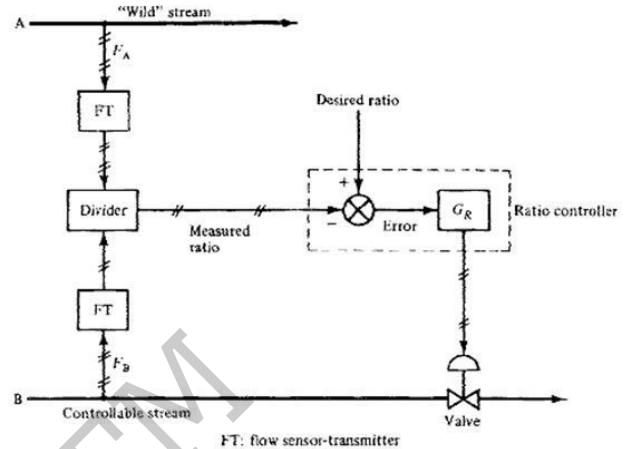 "Wild" stream
A
F_A
FT
Desired ratio
+
Divider
G_R
Ratio controller
−
Error
Measured
ratio
FT
F_B
B
Controllable stream
Valve
FT: flow sensor-transmitter